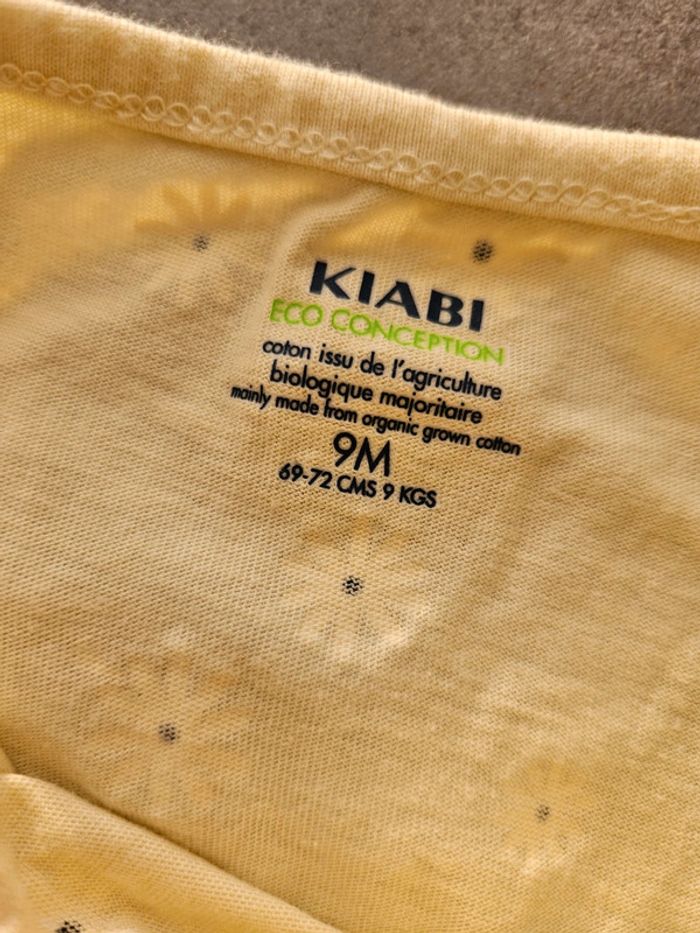 KIABI
ECO CONCEPTION
coton issu de l'agriculture
biologique majoritaire
mainly made from organic grown cotton
9M
69-72 CMS 9 KGS